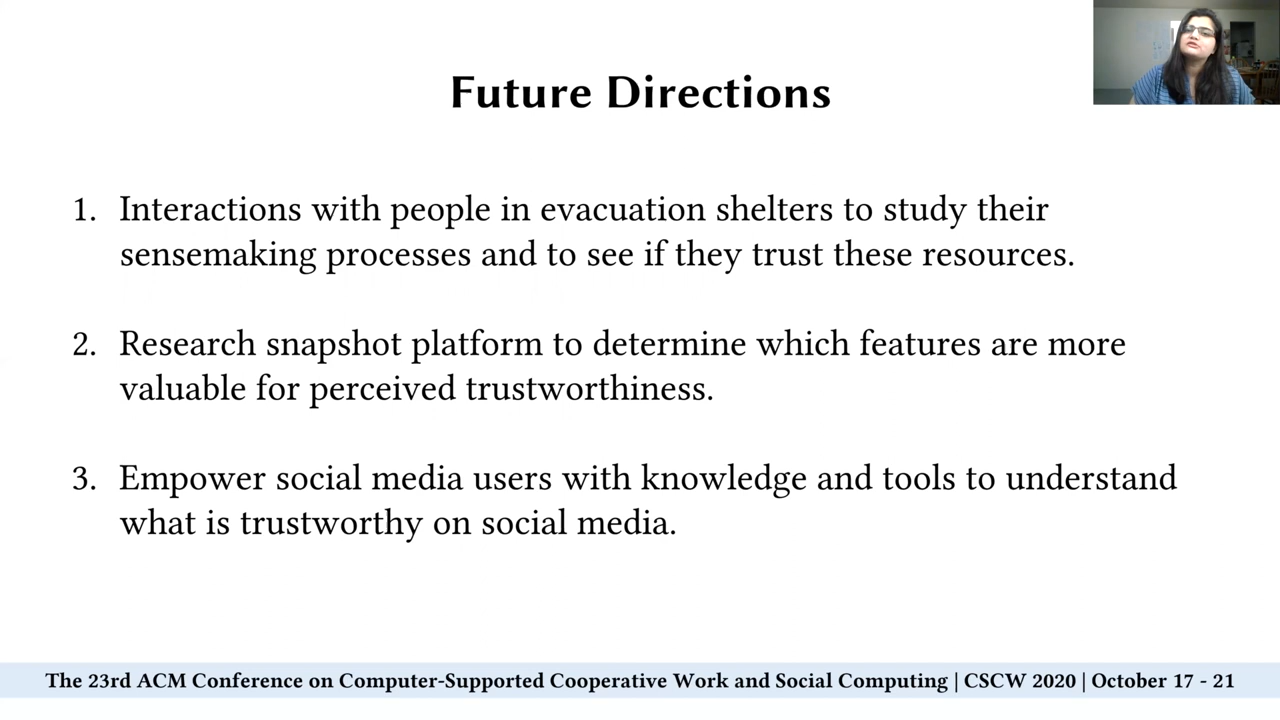 Future Directions
1. Interactions with people in evacuation shelters to study their
sensemaking processes and to see if they trust these resources.
2. Research snapshot platform to determine which features are more
valuable for perceived trustworthiness.
3. Empower social media users with knowledge and tools to understand
what is trustworthy on social media.
The 23rd ACM Conference on Computer-Supported Cooperative Work and Social Computing | CSCW 2020 | October 17 - 21